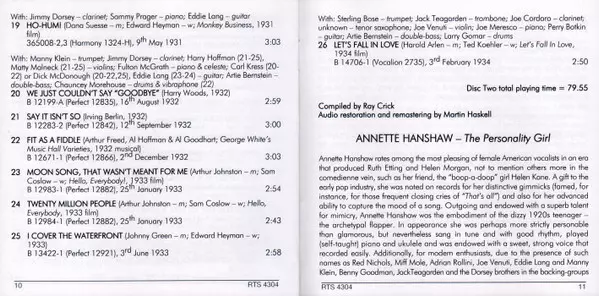 With: Jimmy Dorsey – clarinet; Sammy Prager – piano; Eddie Lang – guitar
19 HO-HUM! (Dana Suesse – m; Edward Heyman – w; Monkey Business, 1931
film)
365008-2,3 (Harmony 1324-H), 9th May 1931 3:03
With: Manny Klein – trumpet; Jimmy Dorsey – clarinet; Harry Hoffman (21-25),
Matty Malneck (21-25) – violins; Fulton McGrath – piano & celeste; Carl Kress (20-
22) or Dick McDonough (20-22,25), Eddie Lang (23-24) – guitar; Artie Bernstein –
double-bass; Chauncey Morehouse – drums & vibraphone (22)
20 WE JUST COULDN'T SAY "GOODBYE" (Harry Woods, 1932)
B 12199-A (Perfect 12835), 16th August 1932 2:59
21 SAY IT ISN'T SO (Irving Berlin, 1932)
B 12283-2 (Perfect 12842), 12th September 1932 3:00
22 FIT AS A FIDDLE (Arthur Freed, Al Hoffman & Al Goodhart; George White's
Music Hall Varieties, 1932 musical)
B 12671-1 (Perfect 12866), 2nd December 1932 3:03
23 MOON SONG, THAT WASN'T MEANT FOR ME (Arthur Johnston – m; Sam
Coslow – w; Hello, Everybody!, 1933 film)
B 12983-1 (Perfect 12882), 25th January 1933 2:54
24 TWENTY MILLION PEOPLE (Arthur Johnston – m; Sam Coslow – w; Hello,
Everybody, 1933 film)
B 12984-1 (Perfect 12882), 25th January 1933 2:43
25 I COVER THE WATERFRONT (Johnny Green – m; Edward Heyman – w;
1933)
B 13422-1 (Perfect 12921), 3rd June 1933 2:58
10 RTS 4304
With: Sterling Bose – trumpet; Jack Teagarden – trombone; Joe Cordaro – clarinet;
unknown – tenor saxophone; Joe Venuti – violin; Joe Meresco – piano; Perry Botkin
– guitar; Artie Bernstein – double-bass; Larry Gomar – drums
26 LET'S FALL IN LOVE (Harold Arlen – m; Ted Koehler – w; Let's Fall In Love,
1934 film)
B 14706-1 (Vocalion 2735), 3rd February 1934 2:50
Disc Two total playing time = 79.55
Compiled by Ray Crick
Audio restoration and remastering by Martin Haskell
ANNETTE HANSHAW – The Personality Girl
Annette Hanshaw rates among the most pleasing of female American vocalists in an era
that produced Ruth Etting and Helen Morgan, not to mention others more in the
comedienne vein, such as her friend, the "boop-a-doop" girl Helen Kane. A gift to the
early pop industry, she was noted on records for her distinctive gimmicks (famed, for
instance, for those frequent closing cries of "That's all") and also for her advanced
ability to capture the mood of a song. Outgoing and endowed with a superb talent
for mimicry, Annette Hanshaw was the embodiment of the dizzy 1920s teenager –
the archetypal flapper. In appearance she was perhaps more strictly personable
than glamorous, but nevertheless sang in tune and with good rhythm, played
(self-taught) piano and ukulele and was endowed with a sweet, strong voice that
recorded easily. Additionally, for modern enthusiasts, due to the presence of such
names as Red Nichols, Miff Mole, Adrian Rollini, Joe Venuti, Eddie Lang and Manny
Klein, Benny Goodman, JackTeagarden and the Dorsey brothers in the backing-groups
RTS 4304 11